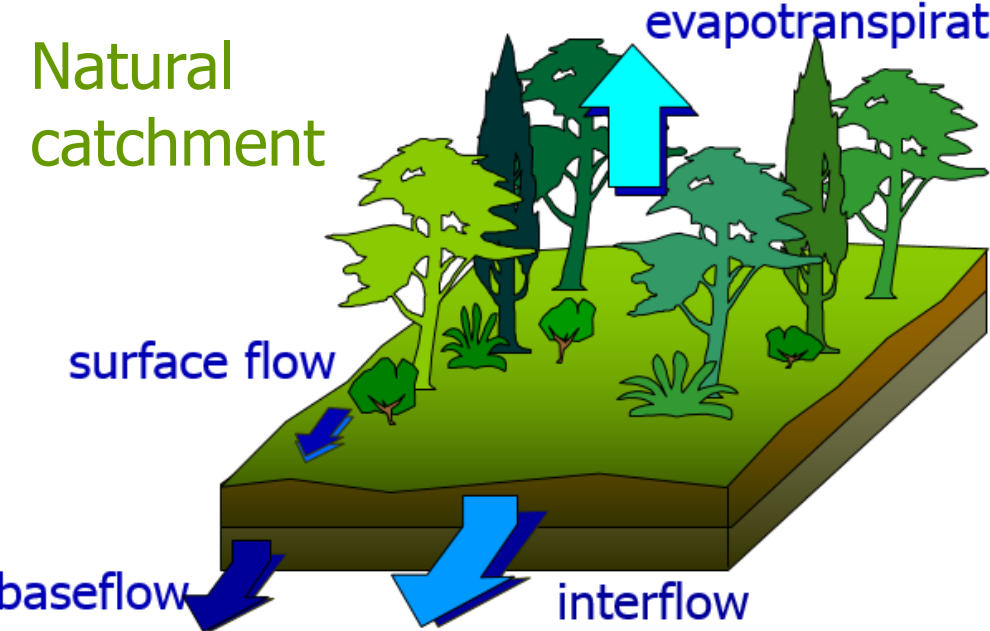 evapotranspirat
Natural
catchment
surface flow
baseflow
interflow